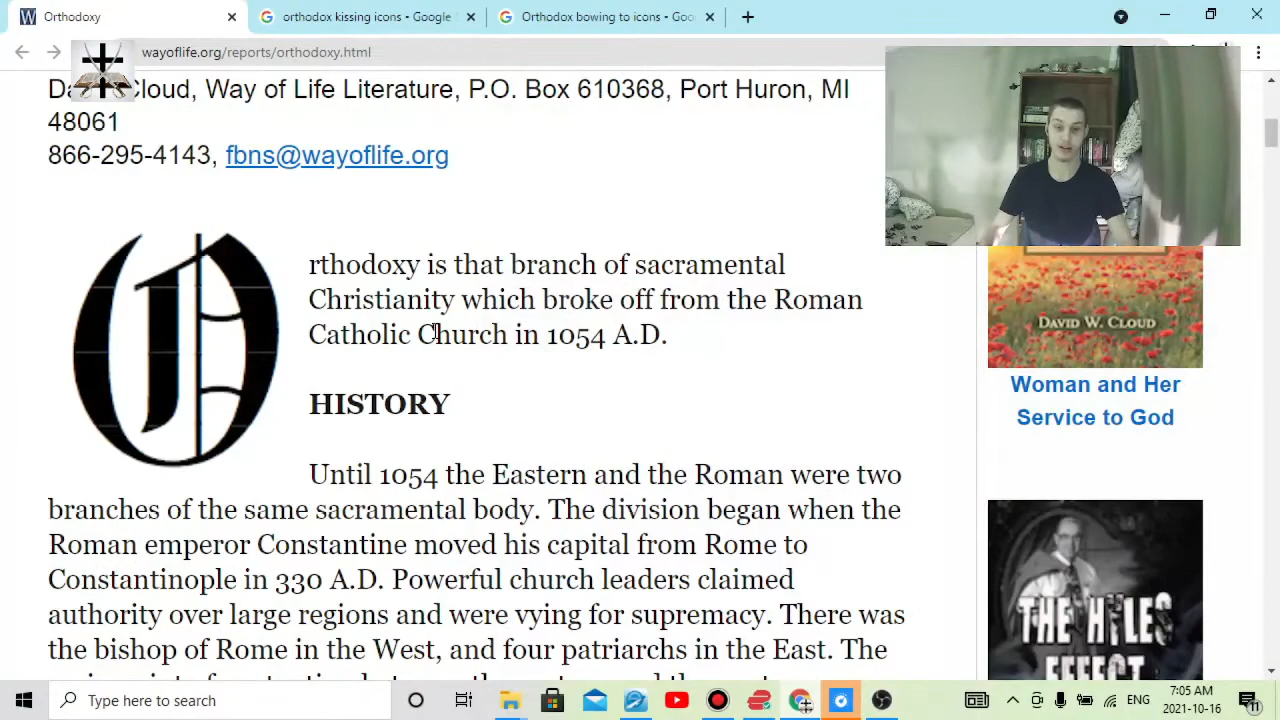 Orthodoxy
orthodox kissing icons - Google
Orthodox bowing to icons - Goo
wayoflife.org/reports/orthodoxy.html
Cloud, Way of Life Literature, P.O. Box 610368, Port Huron, MI
48061
866-295-4143, fbns@wayoflife.org
O
rthodoxy is that branch of sacramental
Christianity which broke off from the Roman
Catholic Church in 1054 A.D.
HISTORY
Until 1054 the Eastern and the Roman were two
branches of the same sacramental body. The division began when the
Roman emperor Constantine moved his capital from Rome to
Constantinople in 330 A.D. Powerful church leaders claimed
authority over large regions and were vying for supremacy. There was
the bishop of Rome in the West, and four patriarchs in the East. The
DAVID W. CLOUD
Woman and Her
Service to God
THE HYLES
EFFECT
Type here to search
ENG
7:05 AM
2021-10-16
11